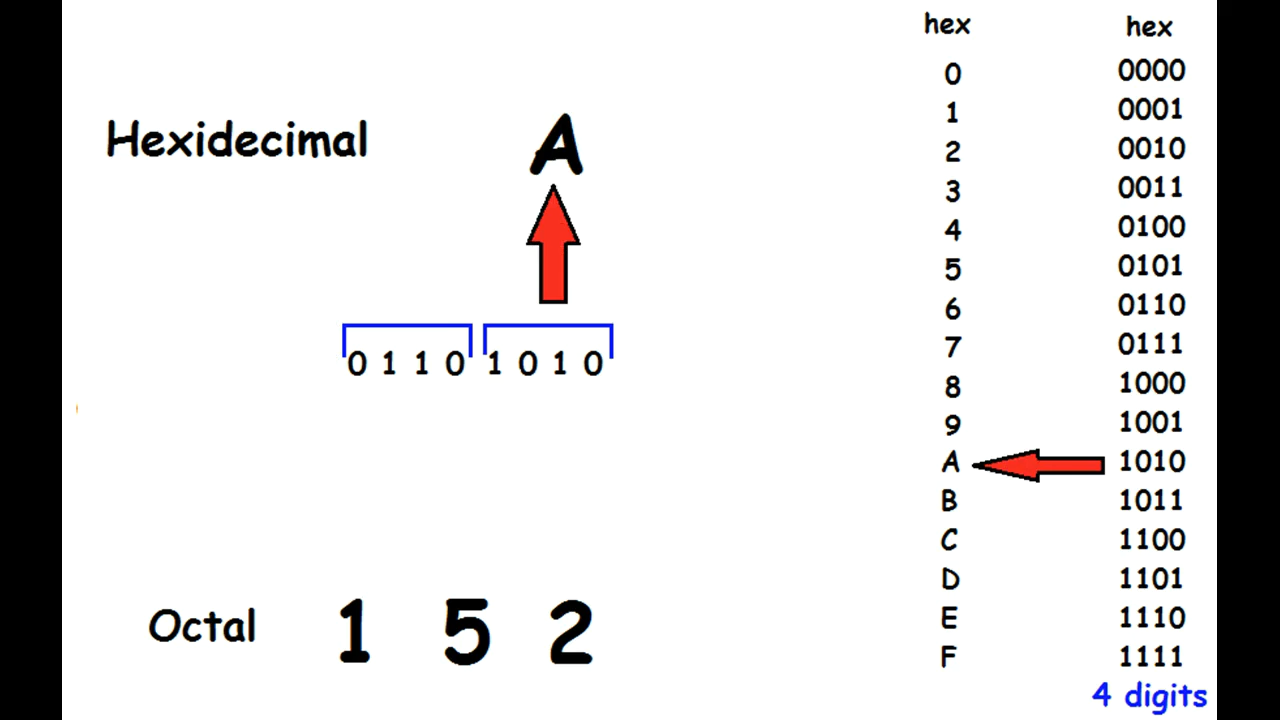 hex hex
0 0000
1 0001
Hexidecimal A
2 0010
3 0011
4 0100
5 0101
6 0110
7 0111
0 1 1 0 1 0 1 0
8 1000
9 1001
A 1010
B 1011
C 1100
D 1101
E 1110
Octal 1 5 2
F 1111
4 digits